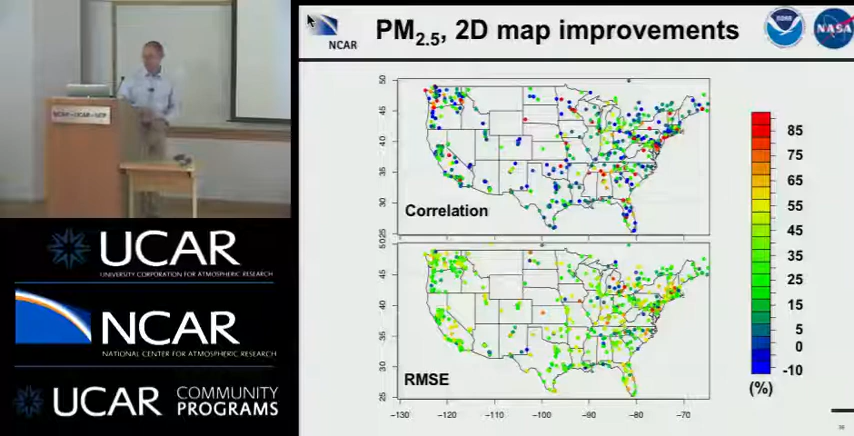 NCAR
PM2.5, 2D map improvements
NOAA
NASA
NCAR-UCAR-UCP
50
45
40
35
30
25
Correlation
50
45
40
35
30
25
RMSE
-130 -120 -110 -100 -90 -80 -70
85
75
65
55
45
35
25
15
5
0
-10
(%)
UCAR
UNIVERSITY CORPORATION FOR ATMOSPHERIC RESEARCH
NCAR
NATIONAL CENTER FOR ATMOSPHERIC RESEARCH
UCAR COMMUNITY
PROGRAMS